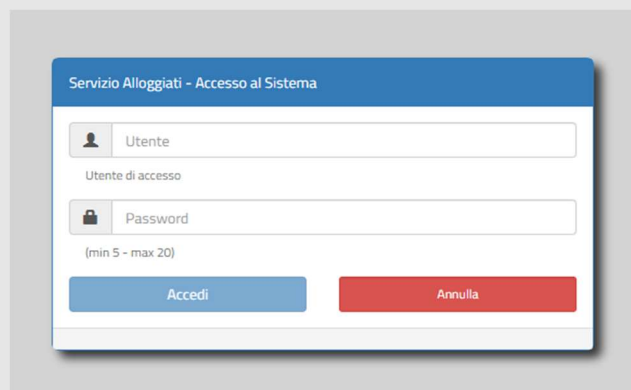 Servizio Alloggiati - Accesso al Sistema
Utente
Utente di accesso
Password
(min 5 - max 20)
Accedi
Annulla